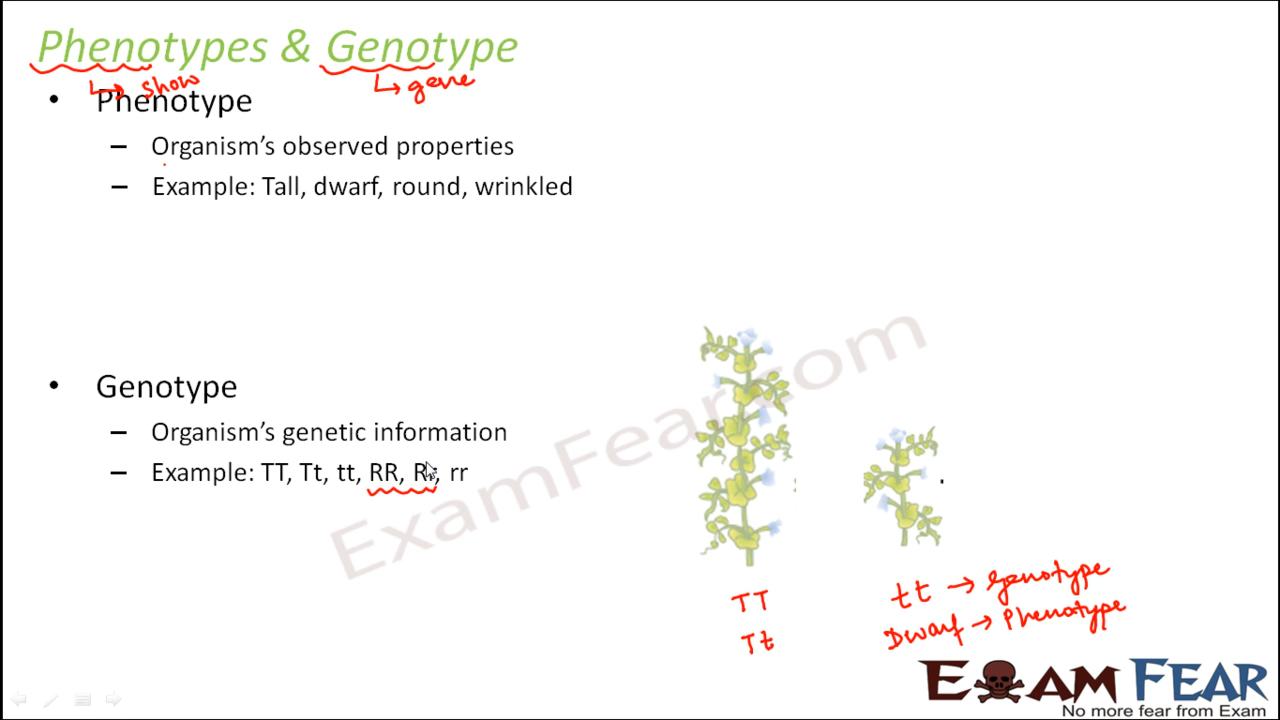 Phenotypes & Genotype
↳ show ↳ gene
• Phenotype
– Organism's observed properties
– Example: Tall, dwarf, round, wrinkled
• Genotype
– Organism's genetic information
– Example: TT, Tt, tt, RR, Rr, rr
ExamFear.com
TT
Tt
tt → Genotype
Dwarf → Phenotype
EXAM FEAR
No more fear from Exam